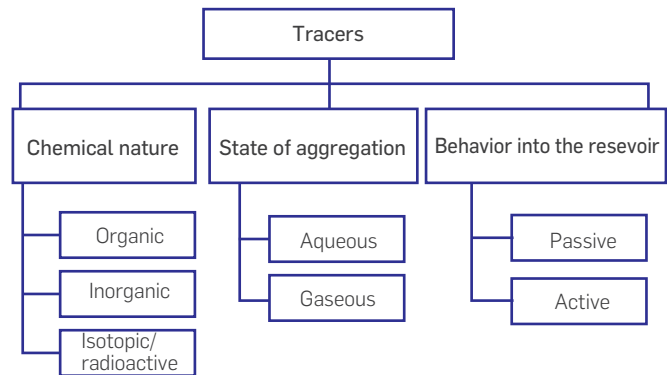 Tracers
Chemical nature
State of aggregation
Behavior into the resevoir
Organic
Inorganic
Isotopic/
radioactive
Aqueous
Gaseous
Passive
Active